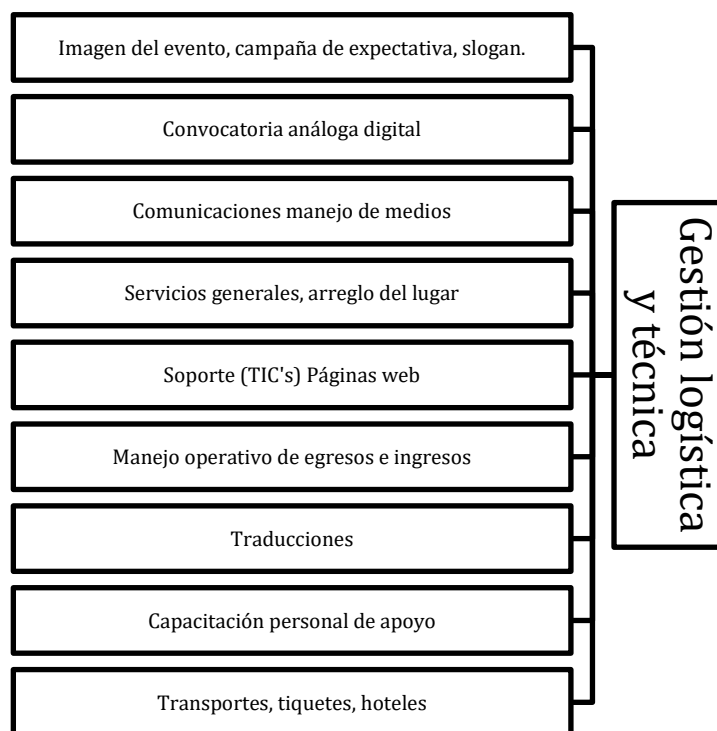 Imagen del evento, campaña de expectativa, slogan.
Convocatoria análoga digital
Comunicaciones manejo de medios
Servicios generales, arreglo del lugar
Soporte (TIC's) Páginas web
Manejo operativo de egresos e ingresos
Traducciones
Capacitación personal de apoyo
Transportes, tiquetes, hoteles
Gestión logística
y técnica